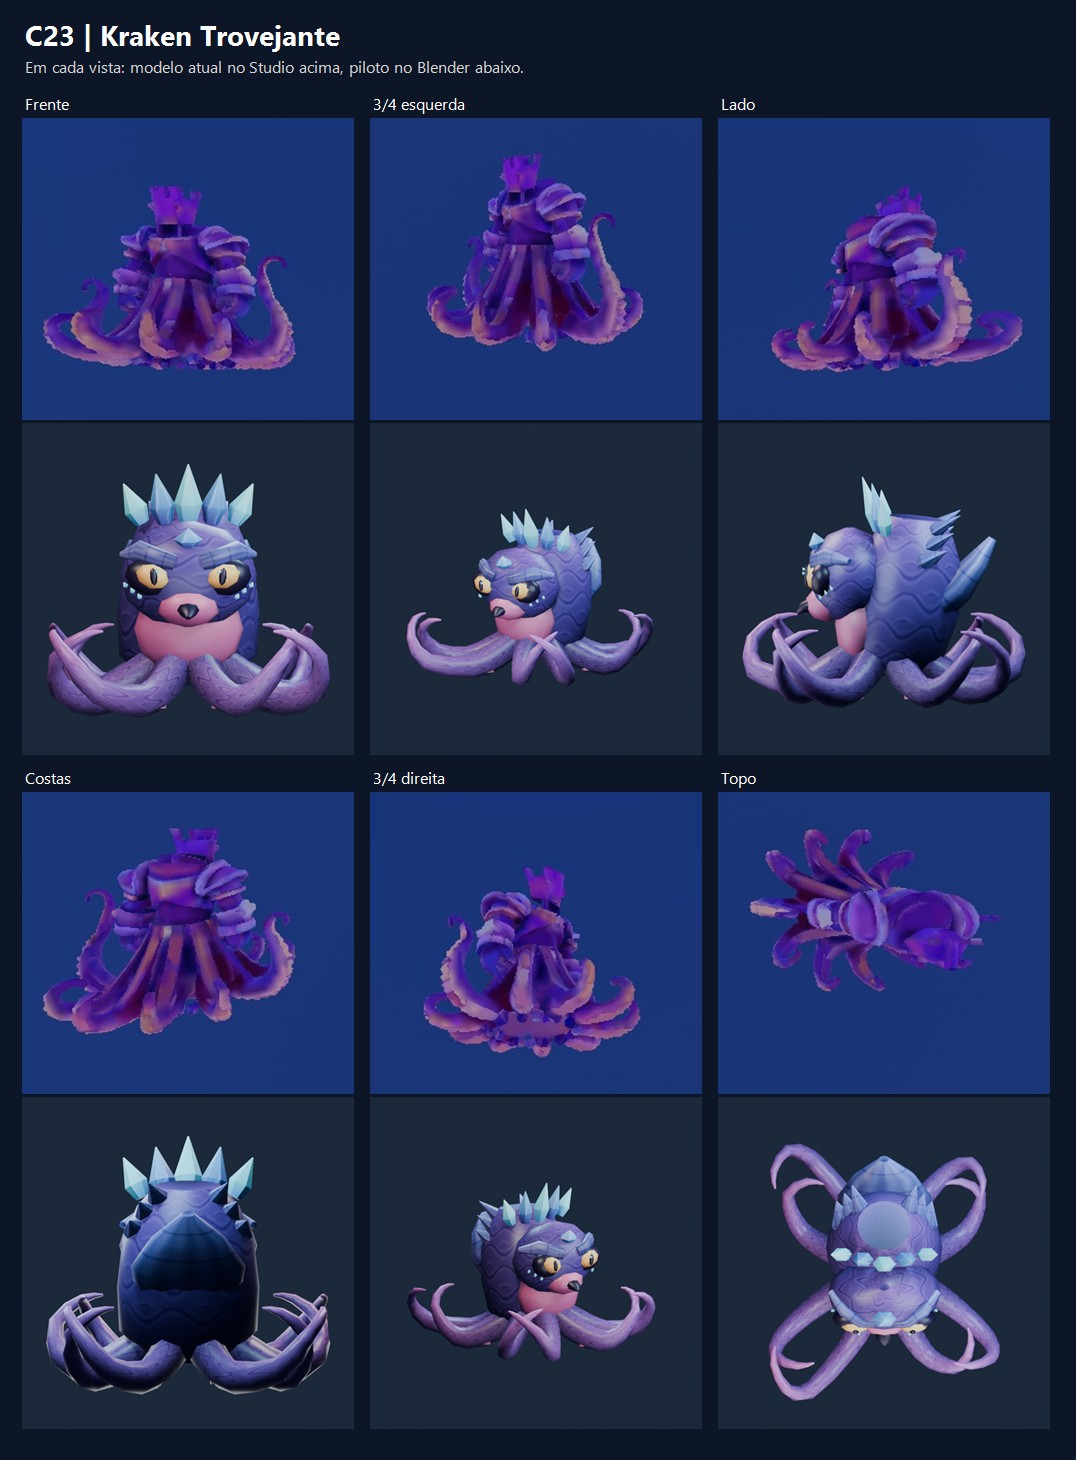 C23 | Kraken Trovejante
Em cada vista: modelo atual no Studio acima, piloto no Blender abaixo.
Frente
3/4 esquerda
Lado
Costas
3/4 direita
Topo